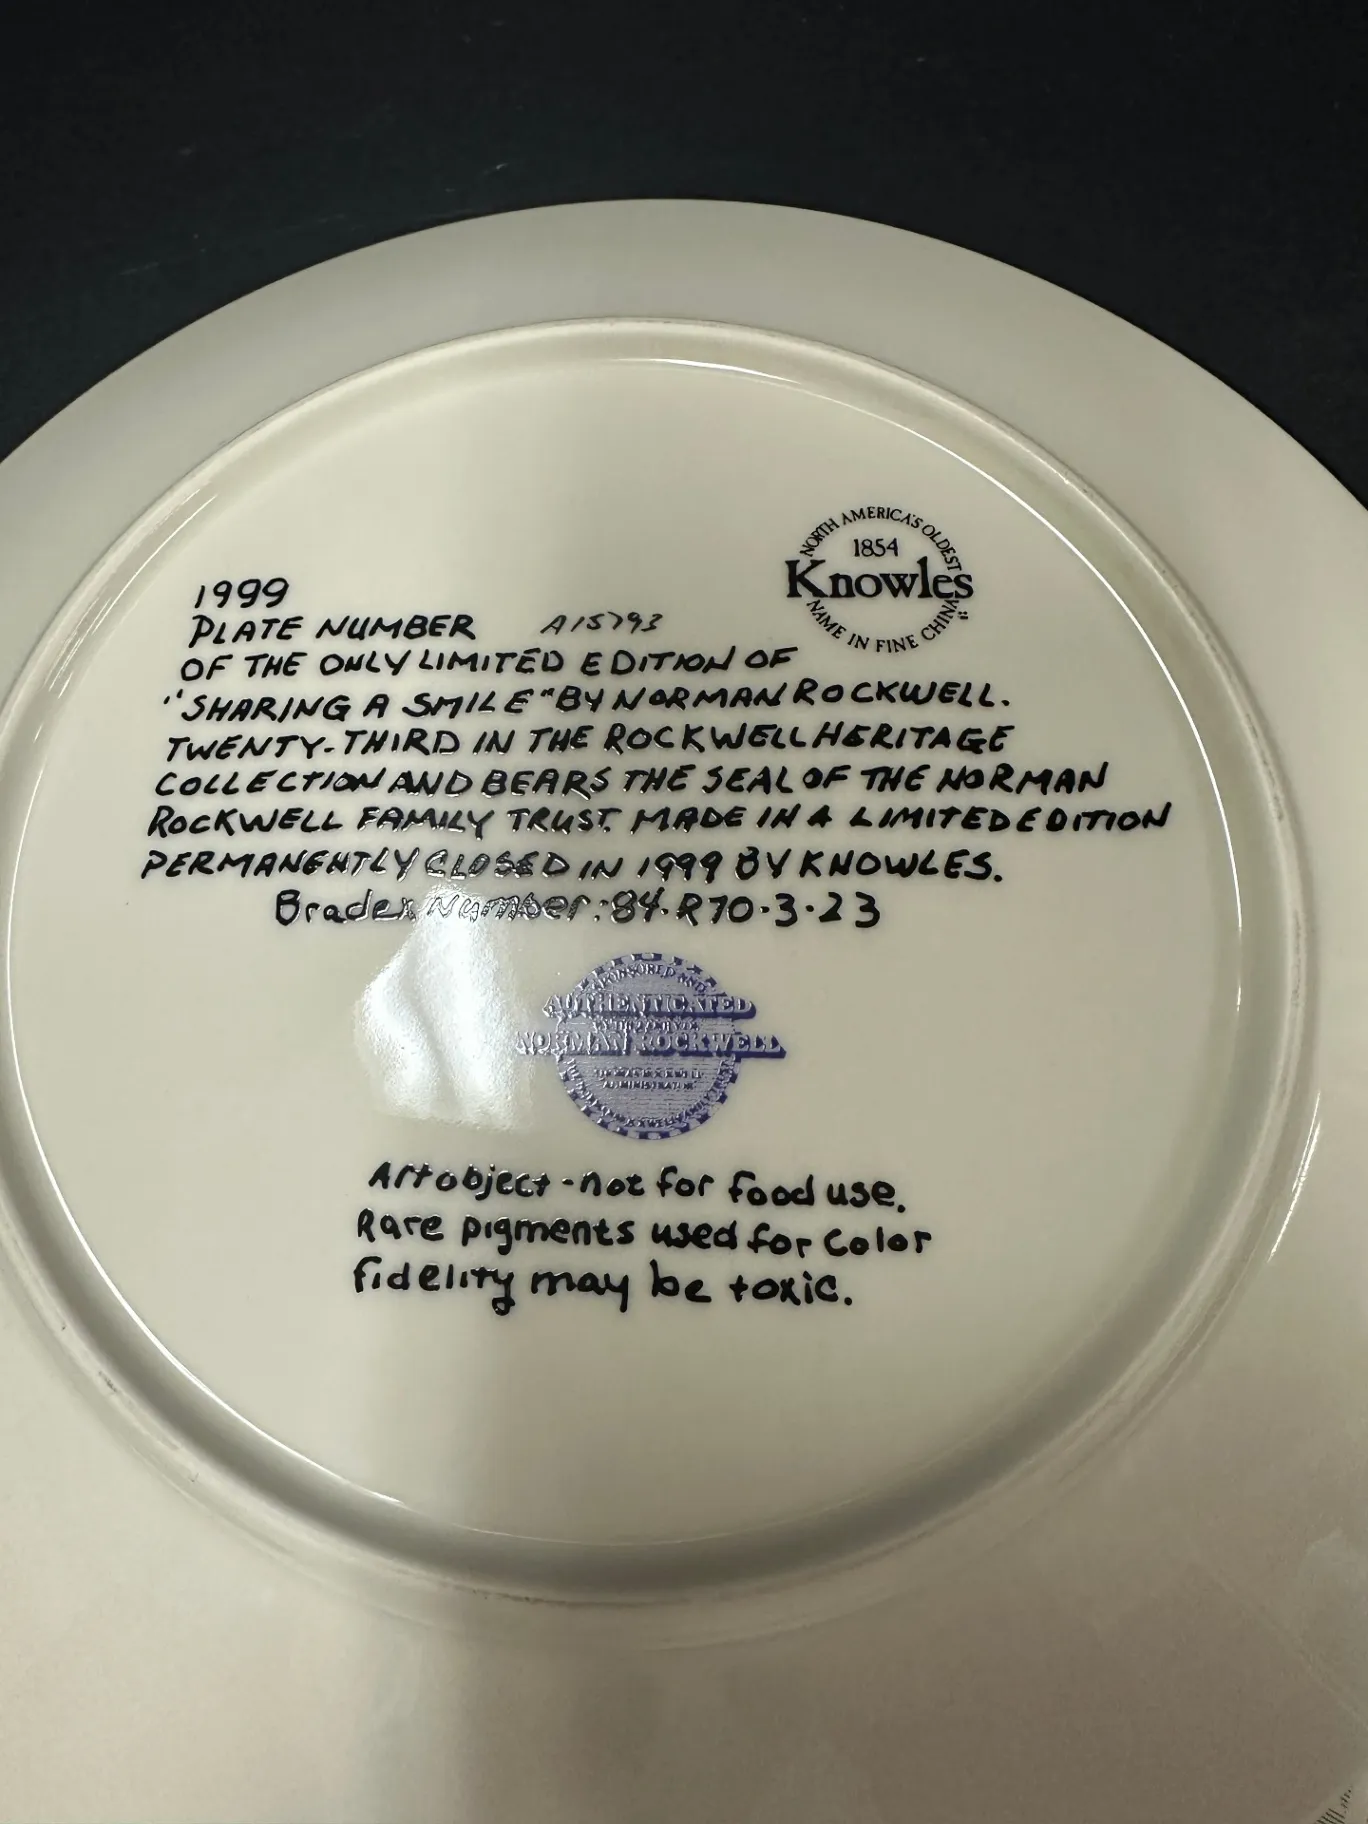 NORTH AMERICA'S OLDEST
1854
Knowles
NAME IN FINE CHINA
1999
PLATE NUMBER A15793
OF THE ONLY LIMITED EDITION OF
"SHARING A SMILE" BY NORMAN ROCKWELL.
TWENTY-THIRD IN THE ROCKWELL HERITAGE
COLLECTION AND BEARS THE SEAL OF THE NORMAN
ROCKWELL FAMILY TRUST. MADE IN A LIMITED EDITION
PERMANENTLY CLOSED IN 1999 BY KNOWLES.
Bradex Number: 84-R70-3-23
SPONSORED AND
AUTHENTICATED
NORMAN ROCKWELL
Art object - not for food use.
Rare pigments used for color
fidelity may be toxic.